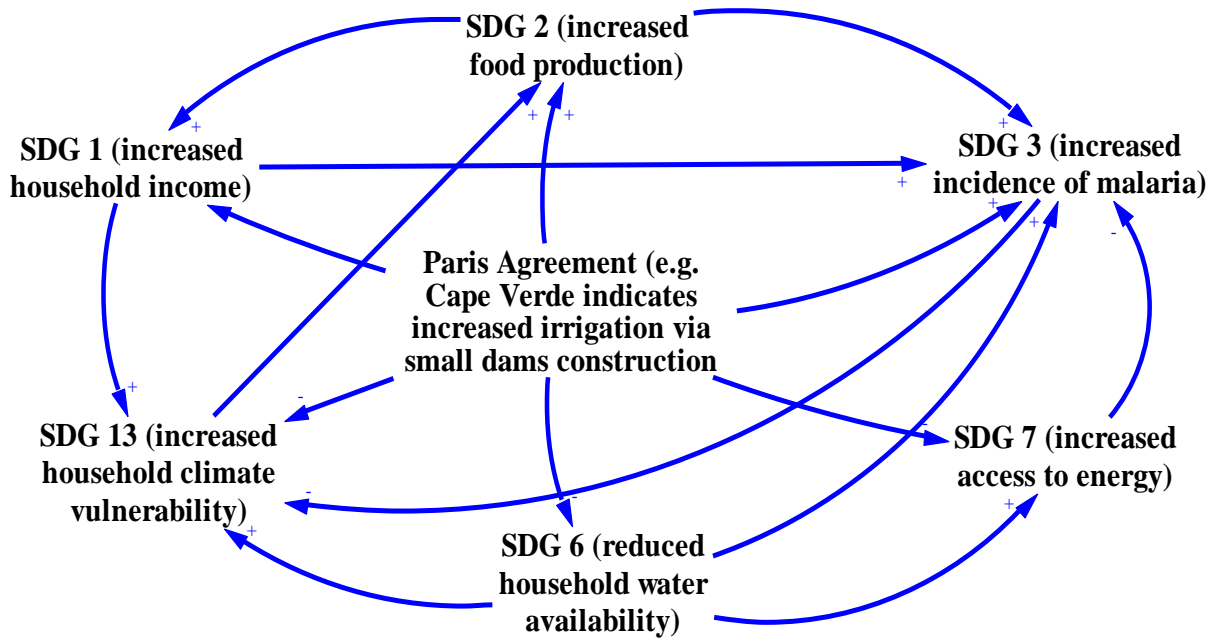 SDG 2 (increased
food production)
+
+
+
+
SDG 1 (increased
household income)
SDG 3 (increased
incidence of malaria)
+
+
+
-
Paris Agreement (e.g.
Cape Verde indicates
increased irrigation via
small dams construction
+
-
-
SDG 13 (increased
household climate
vulnerability)
SDG 7 (increased
access to energy)
-
-
+
+
SDG 6 (reduced
household water
availability)